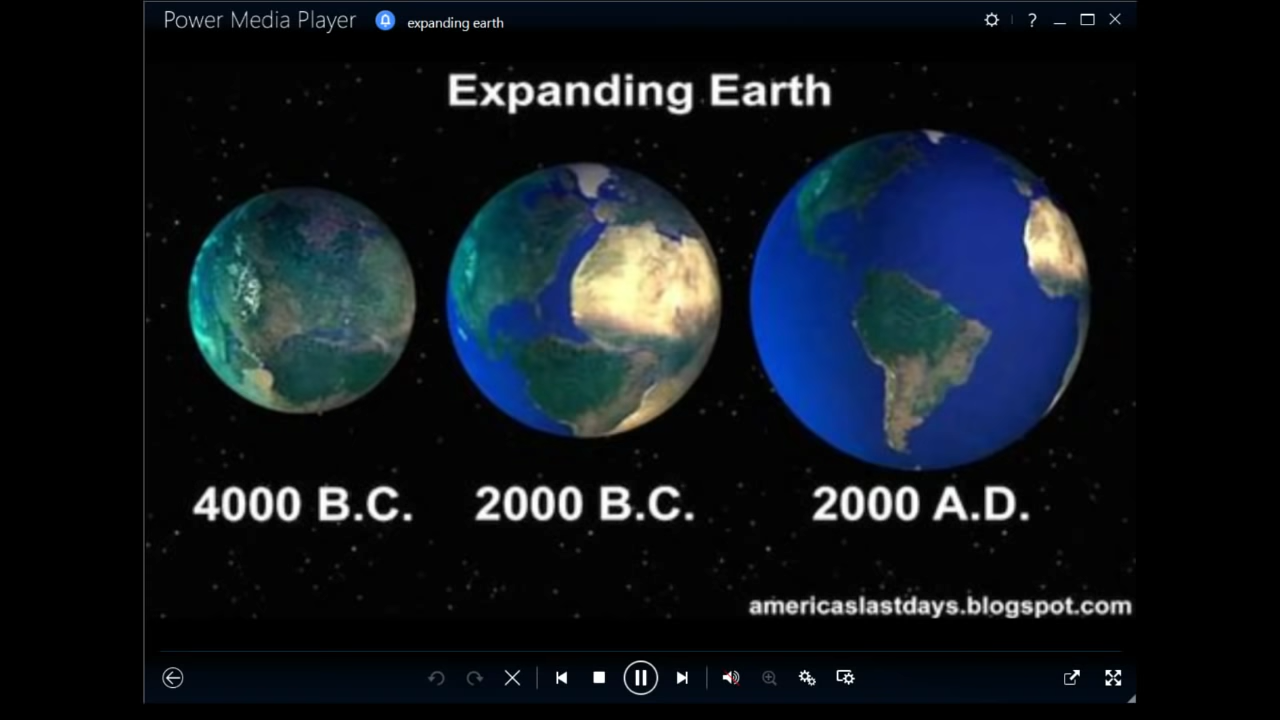 Power Media Player expanding earth ?
Expanding Earth
4000 B.C. 2000 B.C. 2000 A.D.
americaslastdays.blogspot.com